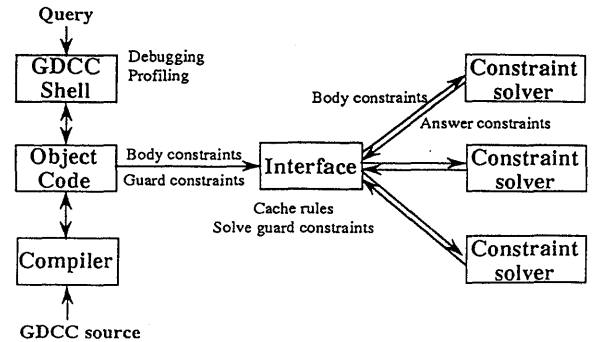 Query
GDCC
Shell
Debugging
Profiling
Constraint
solver
Body constraints
Answer constraints
Object
Code
Body constraints
Guard constraints
Interface
Constraint
solver
Cache rules
Solve guard constraints
Compiler
Constraint
solver
GDCC source